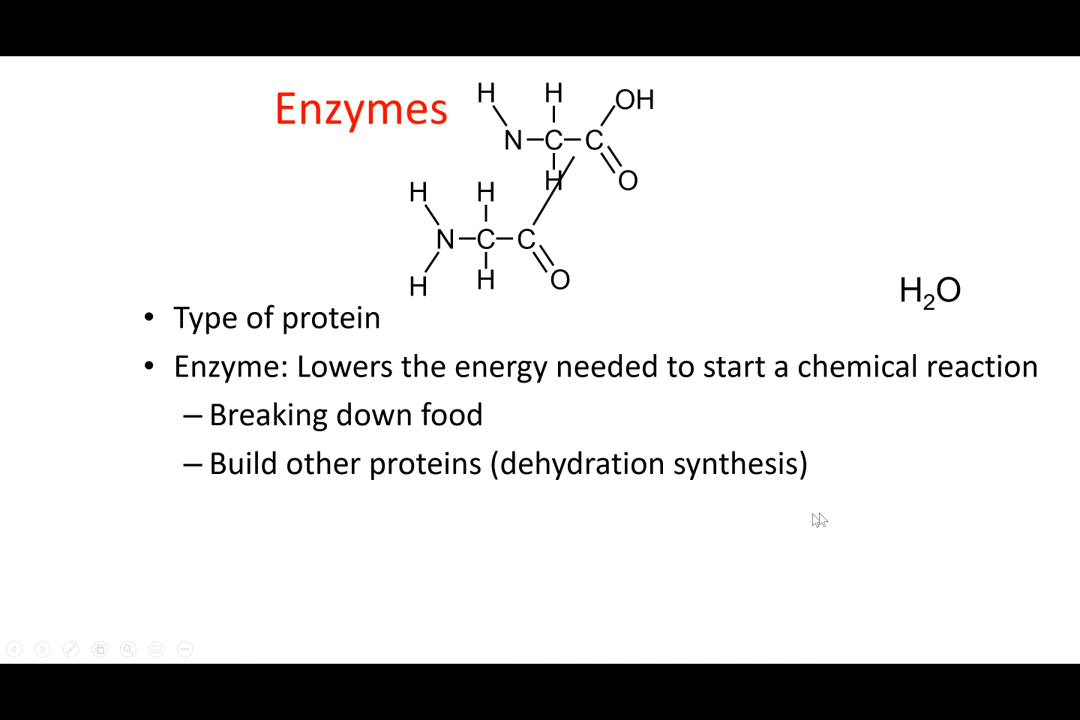 Enzymes
H H OH
N–C–C
H O
H H
N–C–C
H H O
H₂O
• Type of protein
• Enzyme: Lowers the energy needed to start a chemical reaction
– Breaking down food
– Build other proteins (dehydration synthesis)